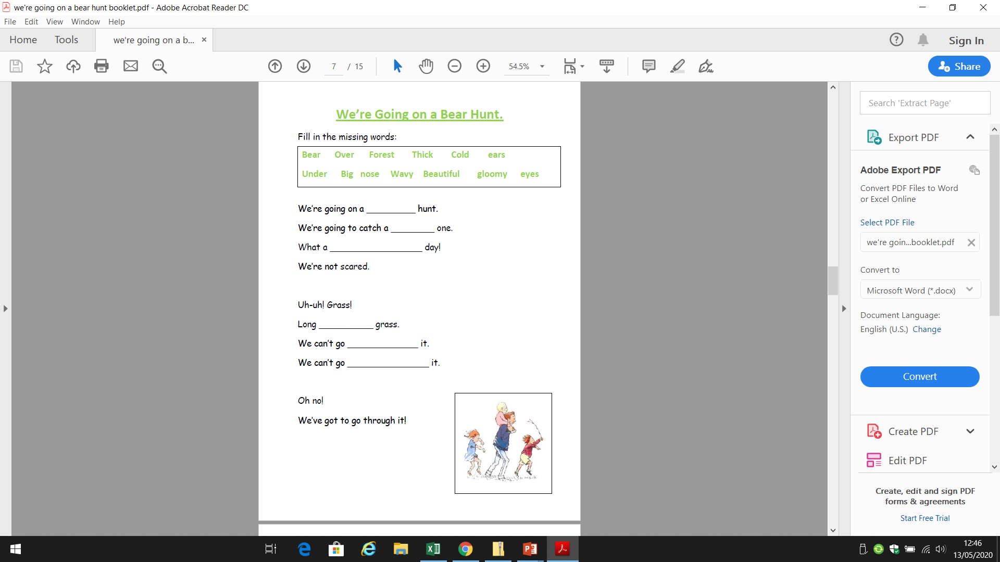 we're going on a bear hunt booklet.pdf - Adobe Acrobat Reader DC
File Edit View Window Help
Home Tools we're going on a b... Sign In
7 / 15 54.5% Share
We're Going on a Bear Hunt.
Fill in the missing words:
Bear Over Forest Thick Cold ears
Under Big nose Wavy Beautiful gloomy eyes
We're going on a __________ hunt.
We're going to catch a _________ one.
What a ___________________ day!
We're not scared.
Uh-uh! Grass!
Long ___________ grass.
We can't go ______________ it.
We can't go ________________ it.
Oh no!
We've got to go through it!
Search 'Extract Page'
Export PDF
Adobe Export PDF
Convert PDF Files to Word
or Excel Online
Select PDF File
we're goin...booklet.pdf
Convert to
Microsoft Word (*.docx)
Document Language:
English (U.S.) Change
Convert
Create PDF
Edit PDF
Create, edit and sign PDF
forms & agreements
Start Free Trial
12:46
13/05/2020